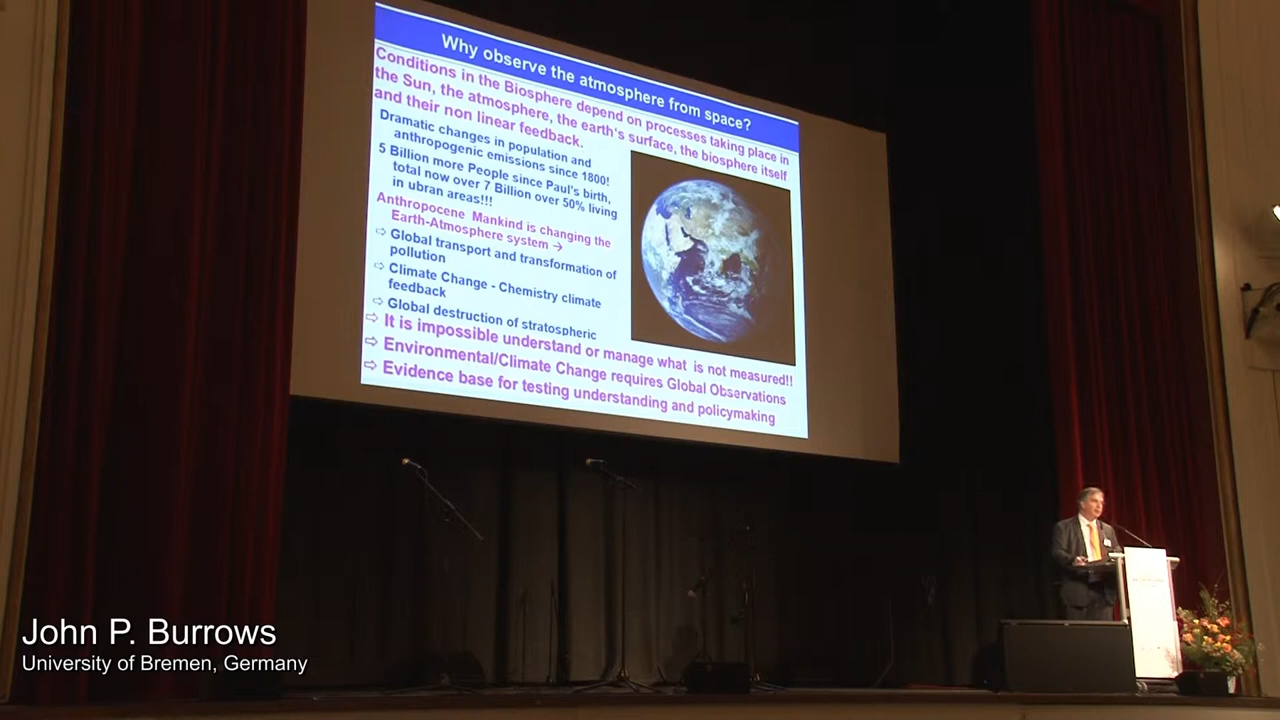 Why observe the atmosphere from space?
Conditions in the Biosphere depend on processes taking place in
the Sun, the atmosphere, the earth's surface, the biosphere itself
and their non linear feedback.
Dramatic changes in population and
anthropogenic emissions since 1800!
5 Billion more People since Paul's birth,
total now over 7 Billion over 50% living
in ubran areas!!!
Anthropocene Mankind is changing the
Earth-Atmosphere system →
⇨ Global transport and transformation of
pollution
⇨ Climate Change - Chemistry climate
feedback
⇨ Global destruction of stratospheric
⇨ It is impossible understand or manage what is not measured!!
⇨ Environmental/Climate Change requires Global Observations
⇨ Evidence base for testing understanding and policymaking
John P. Burrows
University of Bremen, Germany